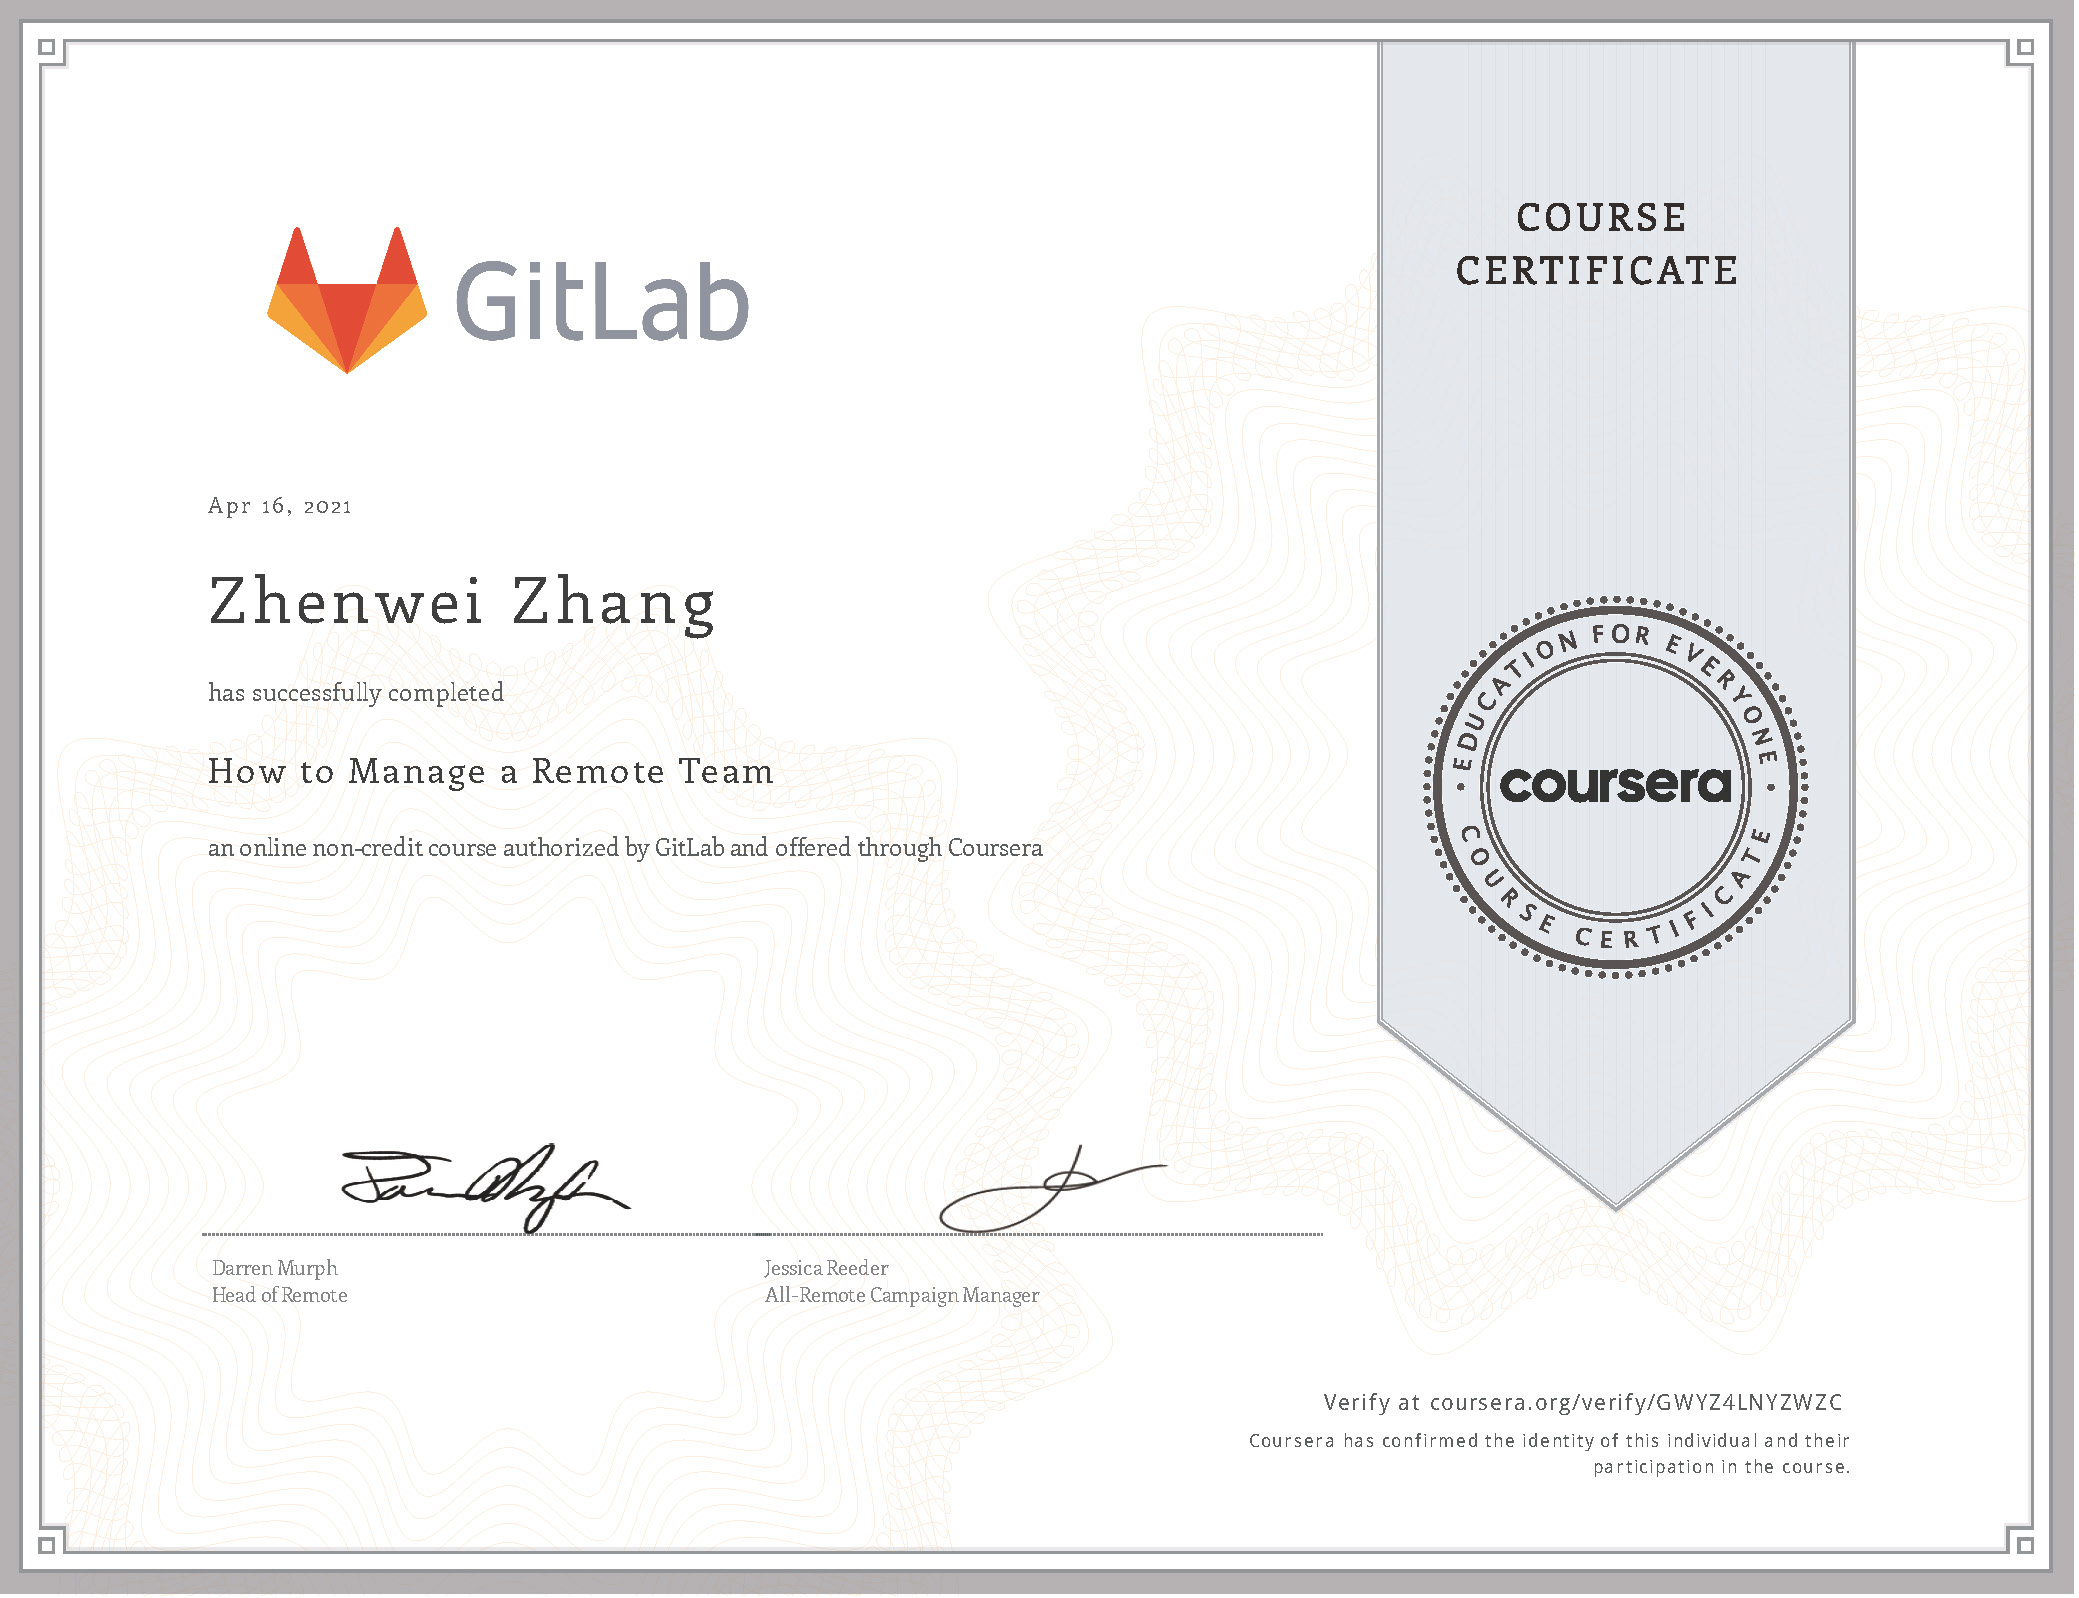 GitLab
COURSE
CERTIFICATE
Apr 16, 2021
Zhenwei Zhang
has successfully completed
How to Manage a Remote Team
an online non-credit course authorized by GitLab and offered through Coursera
EDUCATION FOR EVERYONE
coursera
COURSE CERTIFICATE
Darren Murph
Head of Remote
Jessica Reeder
All-Remote Campaign Manager
Verify at coursera.org/verify/GWYZ4LNYZWZC
Coursera has confirmed the identity of this individual and their
participation in the course.